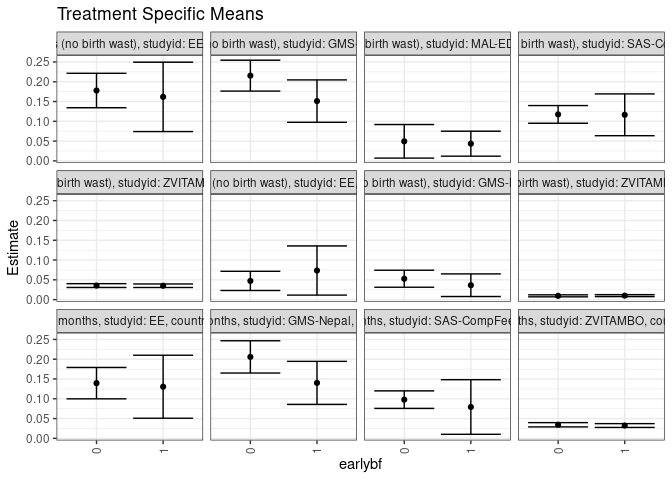 Treatment Specific Means
(no birth wast), studyid: EE
no birth wast), studyid: GMS-
birth wast), studyid: MAL-ED
birth wast), studyid: SAS-Co
0.25
0.20
0.15
0.10
0.05
0.00
birth wast), studyid: ZVITAM
(no birth wast), studyid: EE,
o birth wast), studyid: GMS-
birth wast), studyid: ZVITAM
0.25
0.20
0.15
0.10
0.05
0.00
Estimate
months, studyid: EE, countr
onths, studyid: GMS-Nepal,
ths, studyid: SAS-CompFee
ths, studyid: ZVITAMBO, cou
0.25
0.20
0.15
0.10
0.05
0.00
0 1 0 1 0 1 0 1
earlybf